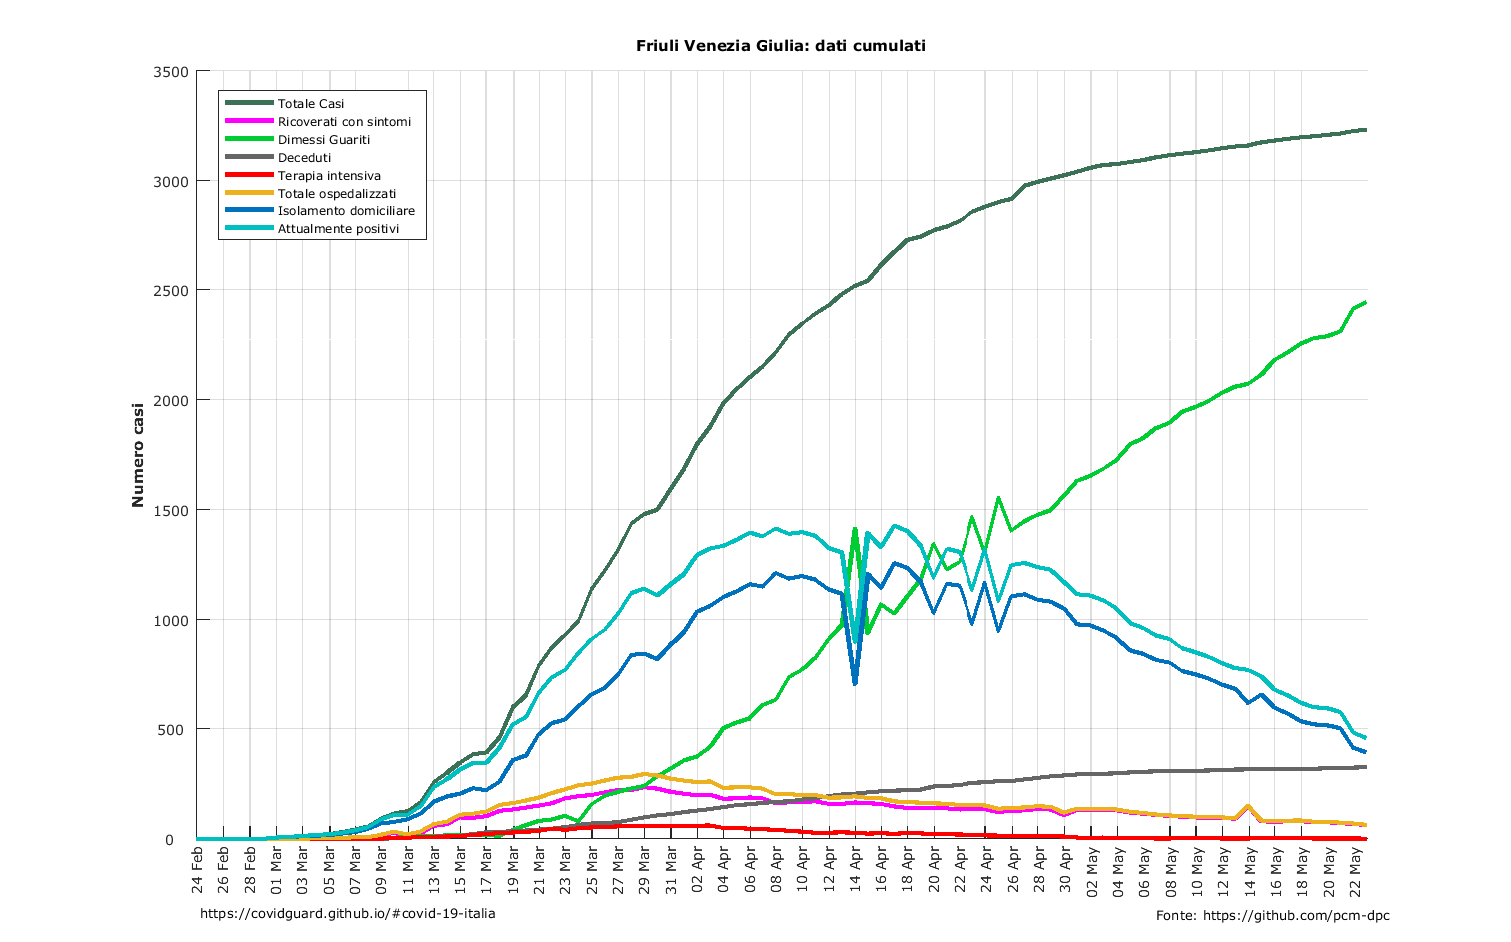 Friuli Venezia Giulia: dati cumulati
Numero casi
3500
3000
2500
2000
1500
1000
500
0
Totale Casi
Ricoverati con sintomi
Dimessi Guariti
Deceduti
Terapia intensiva
Totale ospedalizzati
Isolamento domiciliare
Attualmente positivi
24 Feb
26 Feb
28 Feb
01 Mar
03 Mar
05 Mar
07 Mar
09 Mar
11 Mar
13 Mar
15 Mar
17 Mar
19 Mar
21 Mar
23 Mar
25 Mar
27 Mar
29 Mar
31 Mar
02 Apr
04 Apr
06 Apr
08 Apr
10 Apr
12 Apr
14 Apr
16 Apr
18 Apr
20 Apr
22 Apr
24 Apr
26 Apr
28 Apr
30 Apr
02 May
04 May
06 May
08 May
10 May
12 May
14 May
16 May
18 May
20 May
22 May
https://covidguard.github.io/#covid-19-italia
Fonte: https://github.com/pcm-dpc